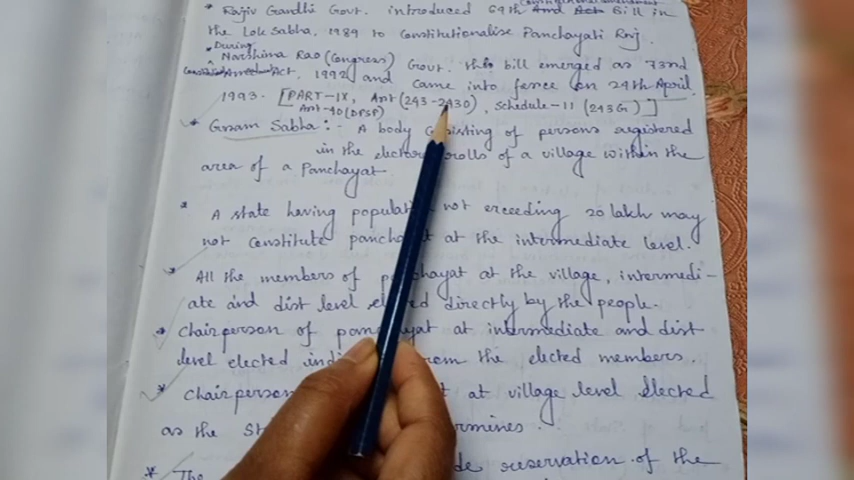 * Rajiv Gandhi Govt. introduced 64th Constitutional Amendment Bill in
the Lok Sabha, 1989 to Constitutionalise Panchayati Raj.
* During
Narshima Rao (Congress) Govt. this bill emerged as 73rd
Act, 1992 and came into force on 24th April
1993. [PART-IX, Art (243-243O), Schedule-11 (243G)]
Art-40(DPSP)
* Gram Sabha :- A body consisting of persons registered
in the electoral rolls of a village within the
area of a Panchayat
* A state having population not exceeding 20 lakh may
not constitute panchayat at the intermediate level.
* All the members of panchayat at the village, intermedi-
ate and dist level elected directly by the people.
* Chairperson of panchayat at intermediate and dist
level elected from the elected members.
* Chairperson at village level elected
as the
* The reservation of the